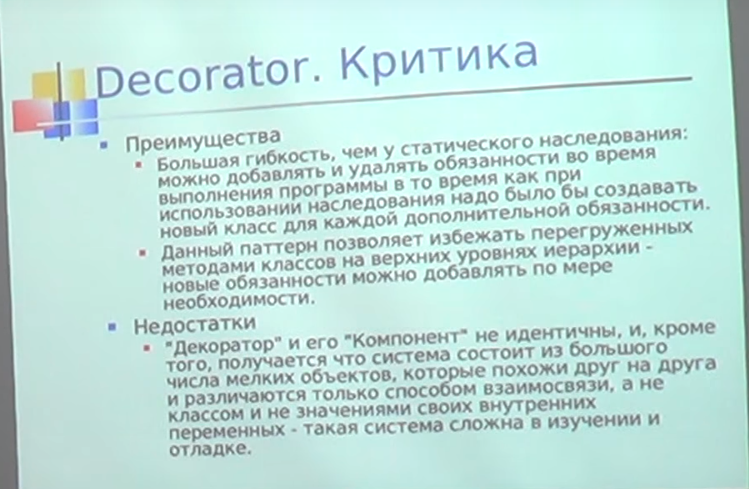 Decorator. Критика
Преимущества
Большая гибкость, чем у статического наследования:
можно добавлять и удалять обязанности во время
выполнения программы в то время как при
использовании наследования надо было бы создавать
новый класс для каждой дополнительной обязанности.
Данный паттерн позволяет избежать перегруженных
методами классов на верхних уровнях иерархии -
новые обязанности можно добавлять по мере
необходимости.
Недостатки
"Декоратор" и его "Компонент" не идентичны, и, кроме
того, получается что система состоит из большого
числа мелких объектов, которые похожи друг на друга
и различаются только способом взаимосвязи, а не
классом и не значениями своих внутренних
переменных - такая система сложна в изучении и
отладке.